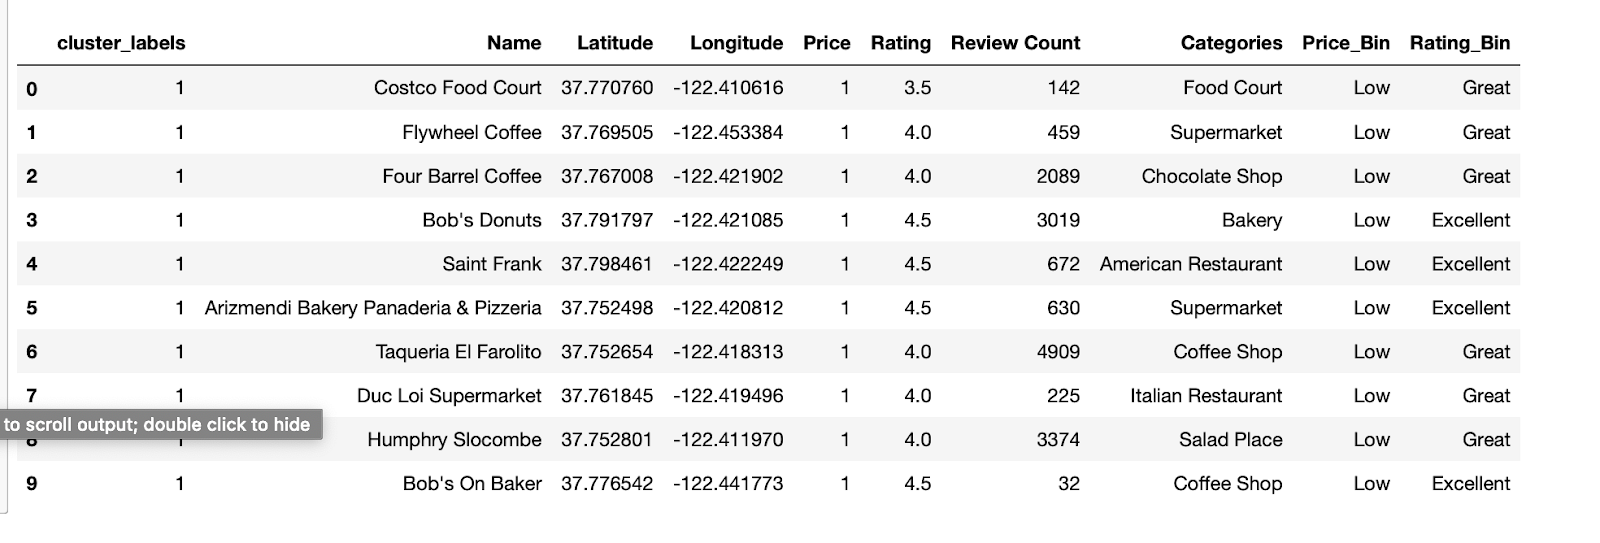 cluster_labels Name Latitude Longitude Price Rating Review Count Categories Price_Bin Rating_Bin
0 1 Costco Food Court 37.770760 -122.410616 1 3.5 142 Food Court Low Great
1 1 Flywheel Coffee 37.769505 -122.453384 1 4.0 459 Supermarket Low Great
2 1 Four Barrel Coffee 37.767008 -122.421902 1 4.0 2089 Chocolate Shop Low Great
3 1 Bob's Donuts 37.791797 -122.421085 1 4.5 3019 Bakery Low Excellent
4 1 Saint Frank 37.798461 -122.422249 1 4.5 672 American Restaurant Low Excellent
5 1 Arizmendi Bakery Panaderia & Pizzeria 37.752498 -122.420812 1 4.5 630 Supermarket Low Excellent
6 1 Taqueria El Farolito 37.752654 -122.418313 1 4.0 4909 Coffee Shop Low Great
7 1 Duc Loi Supermarket 37.761845 -122.419496 1 4.0 225 Italian Restaurant Low Great
to scroll output; double click to hide
Humphry Slocombe 37.752801 -122.411970 1 4.0 3374 Salad Place Low Great
9 1 Bob's On Baker 37.776542 -122.441773 1 4.5 32 Coffee Shop Low Excellent